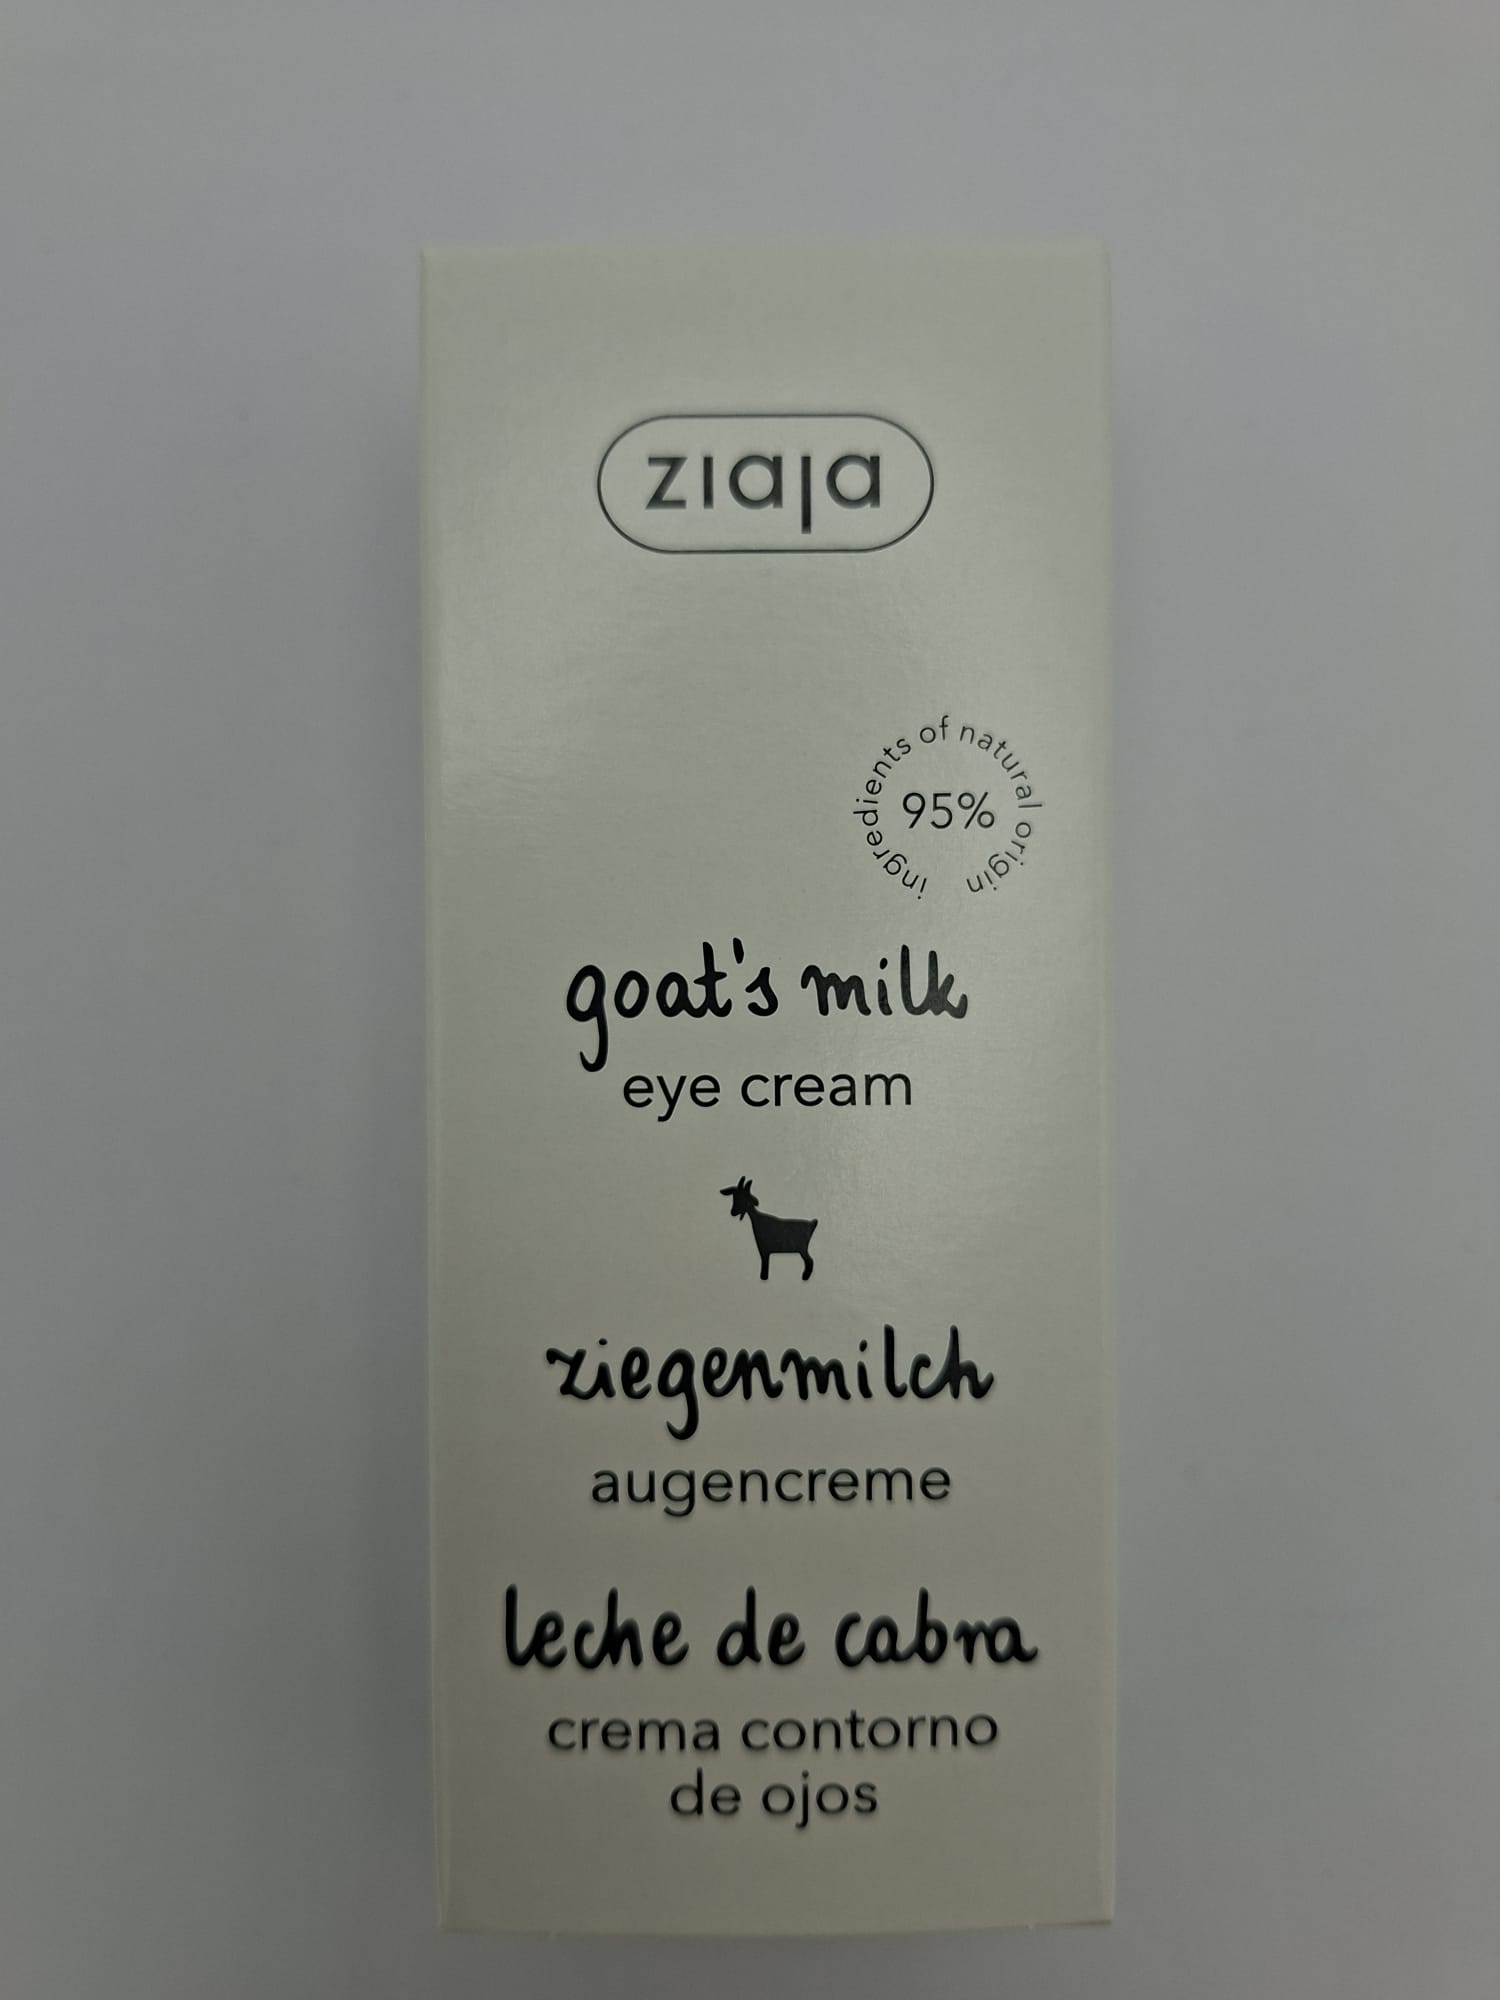 ziaja
ingredients of natural origin
95%
goat's milk
eye cream
ziegenmilch
augencreme
leche de cabra
crema contorno
de ojos